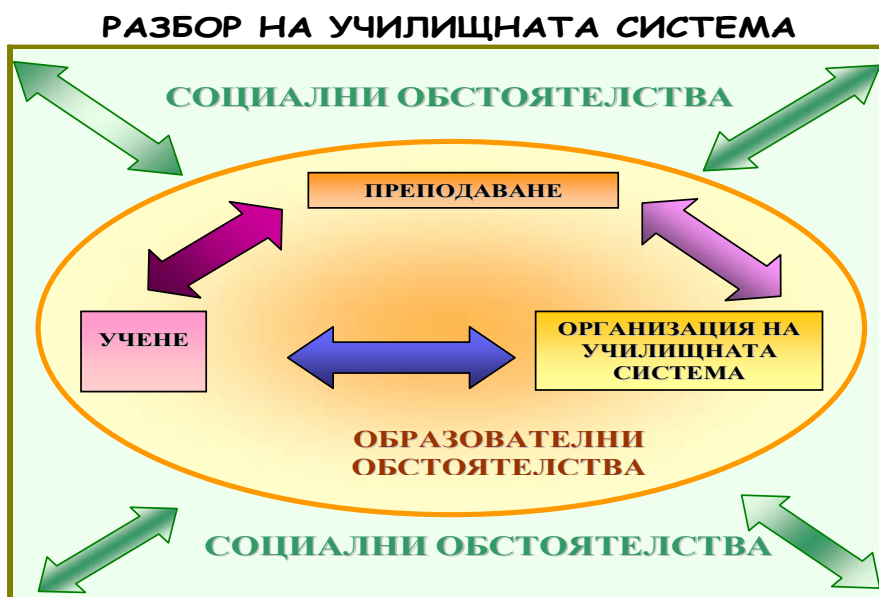 РАЗБОР НА УЧИЛИЩНАТА СИСТЕМА
СОЦИАЛНИ ОБСТОЯТЕЛСТВА
ПРЕПОДАВАНЕ
УЧЕНЕ
ОРГАНИЗАЦИЯ НА
УЧИЛИЩНАТА
СИСТЕМА
ОБРАЗОВАТЕЛНИ
ОБСТОЯТЕЛСТВА
СОЦИАЛНИ ОБСТОЯТЕЛСТВА